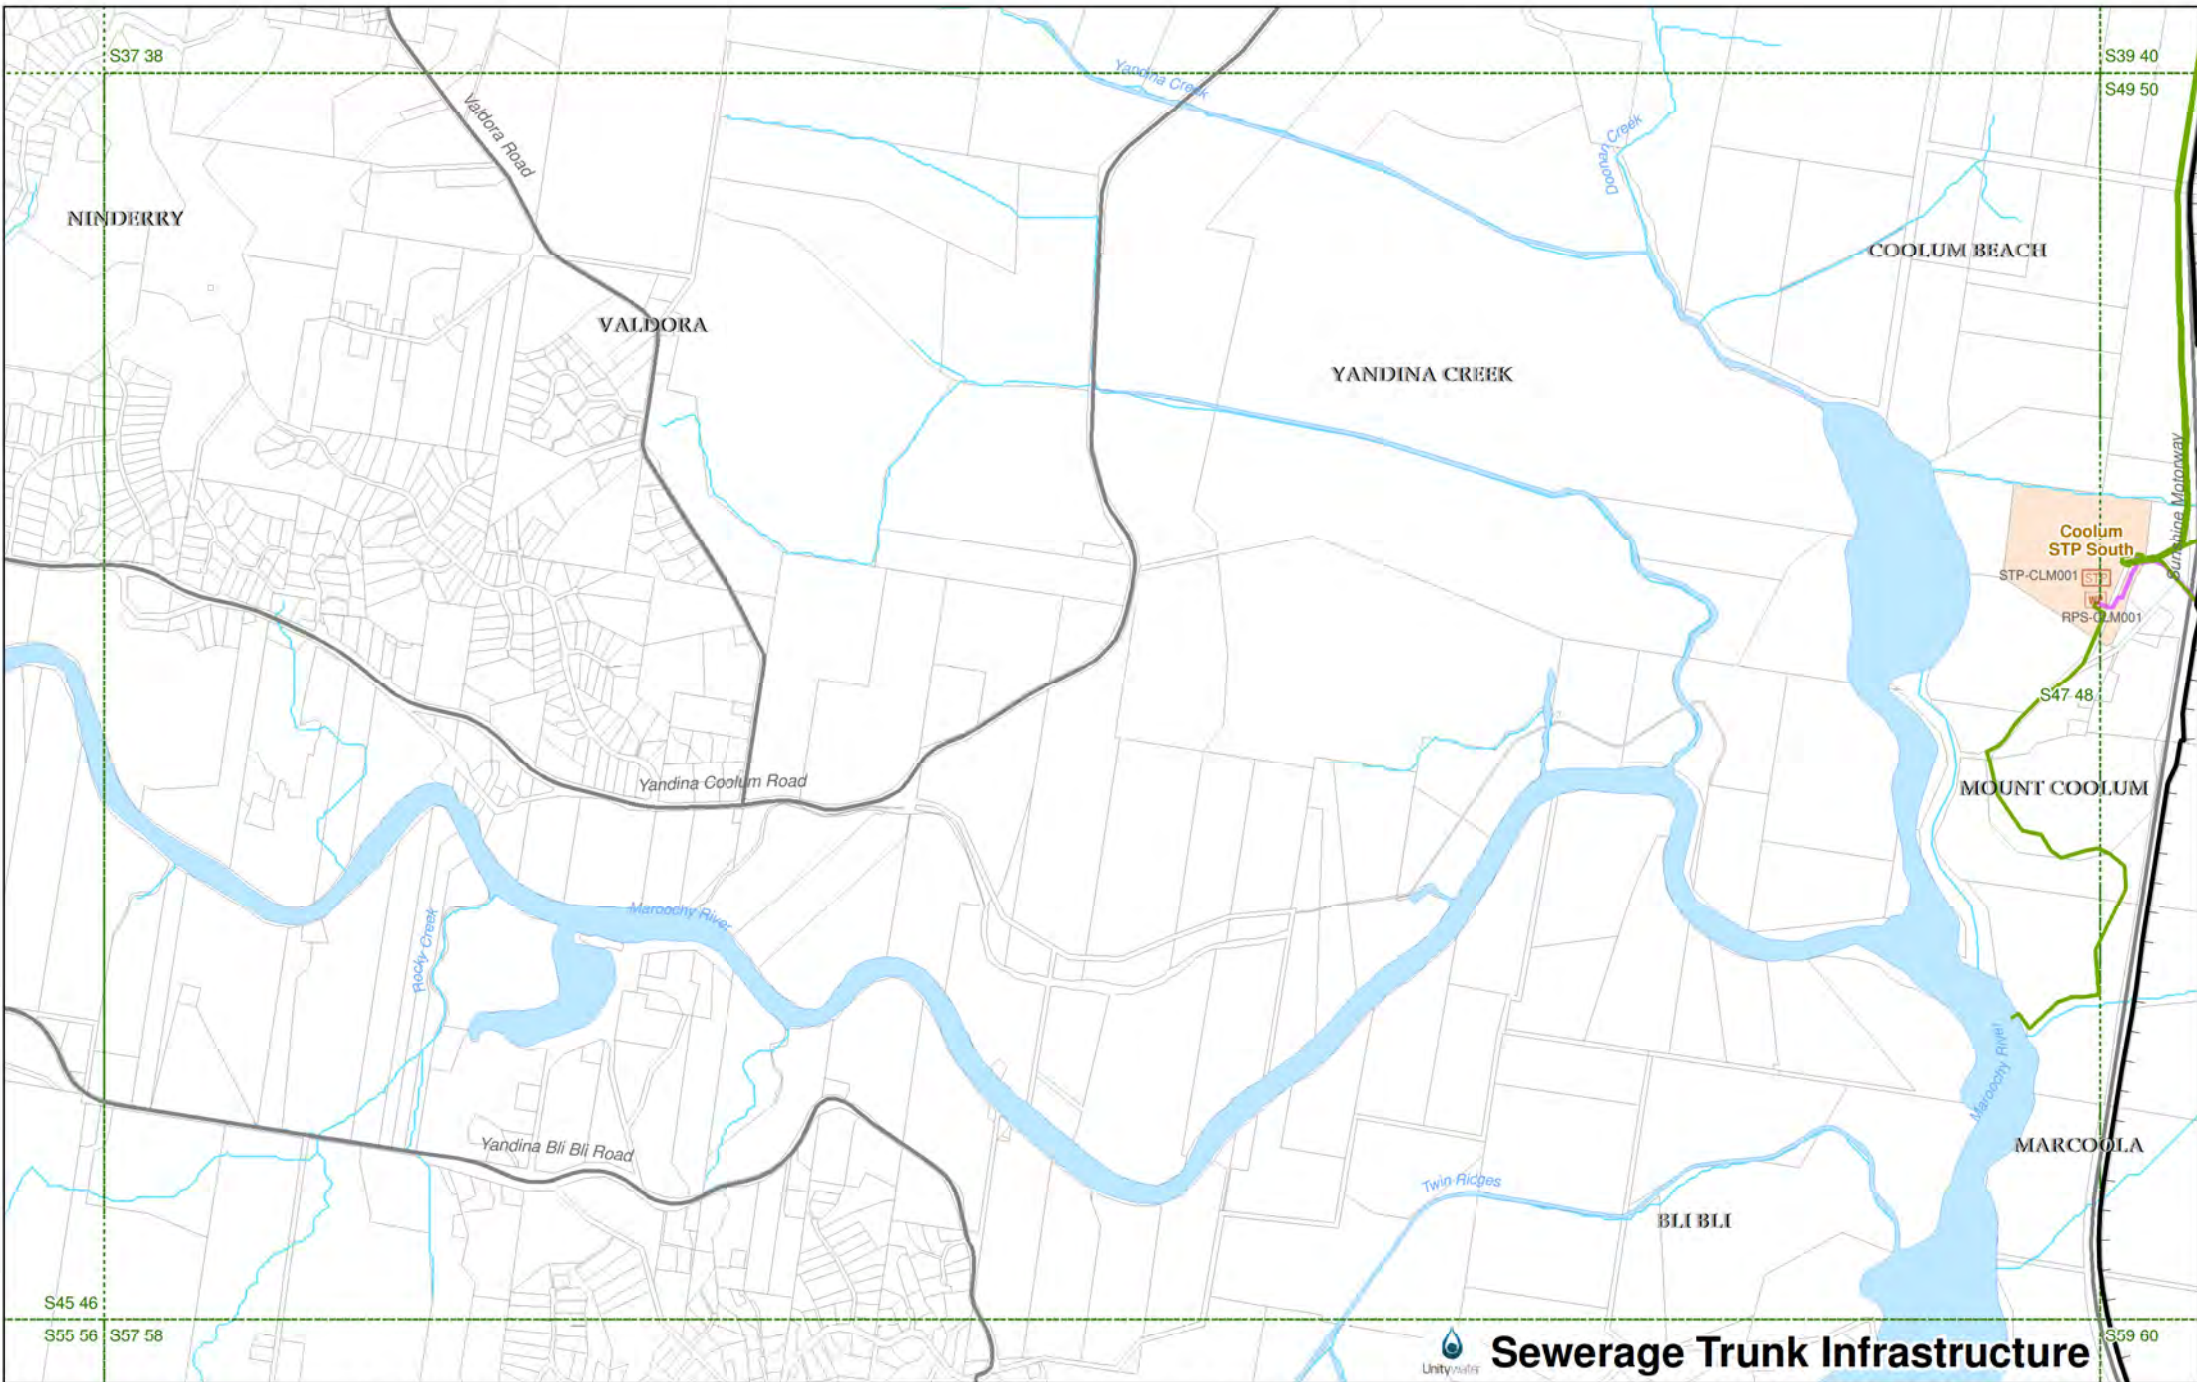 S37 38
S39 40
S49 50
Yandina Creek
Valdora Road
Doonan Creek
NINDERRY
COOLUM BEACH
VALDORA
YANDINA CREEK
Sunshine Motorway
Coolum
STP South
STP-CLM001
STP
WP
RPS-CLM001
S47 48
Yandina Coolum Road
MOUNT COOLUM
Maroochy River
Rocky Creek
Maroochy River
Yandina Bli Bli Road
MARCOOLA
Twin Ridges
BLI BLI
S45 46
S55 56
S57 58
S59 60
Unitywater
Sewerage Trunk Infrastructure